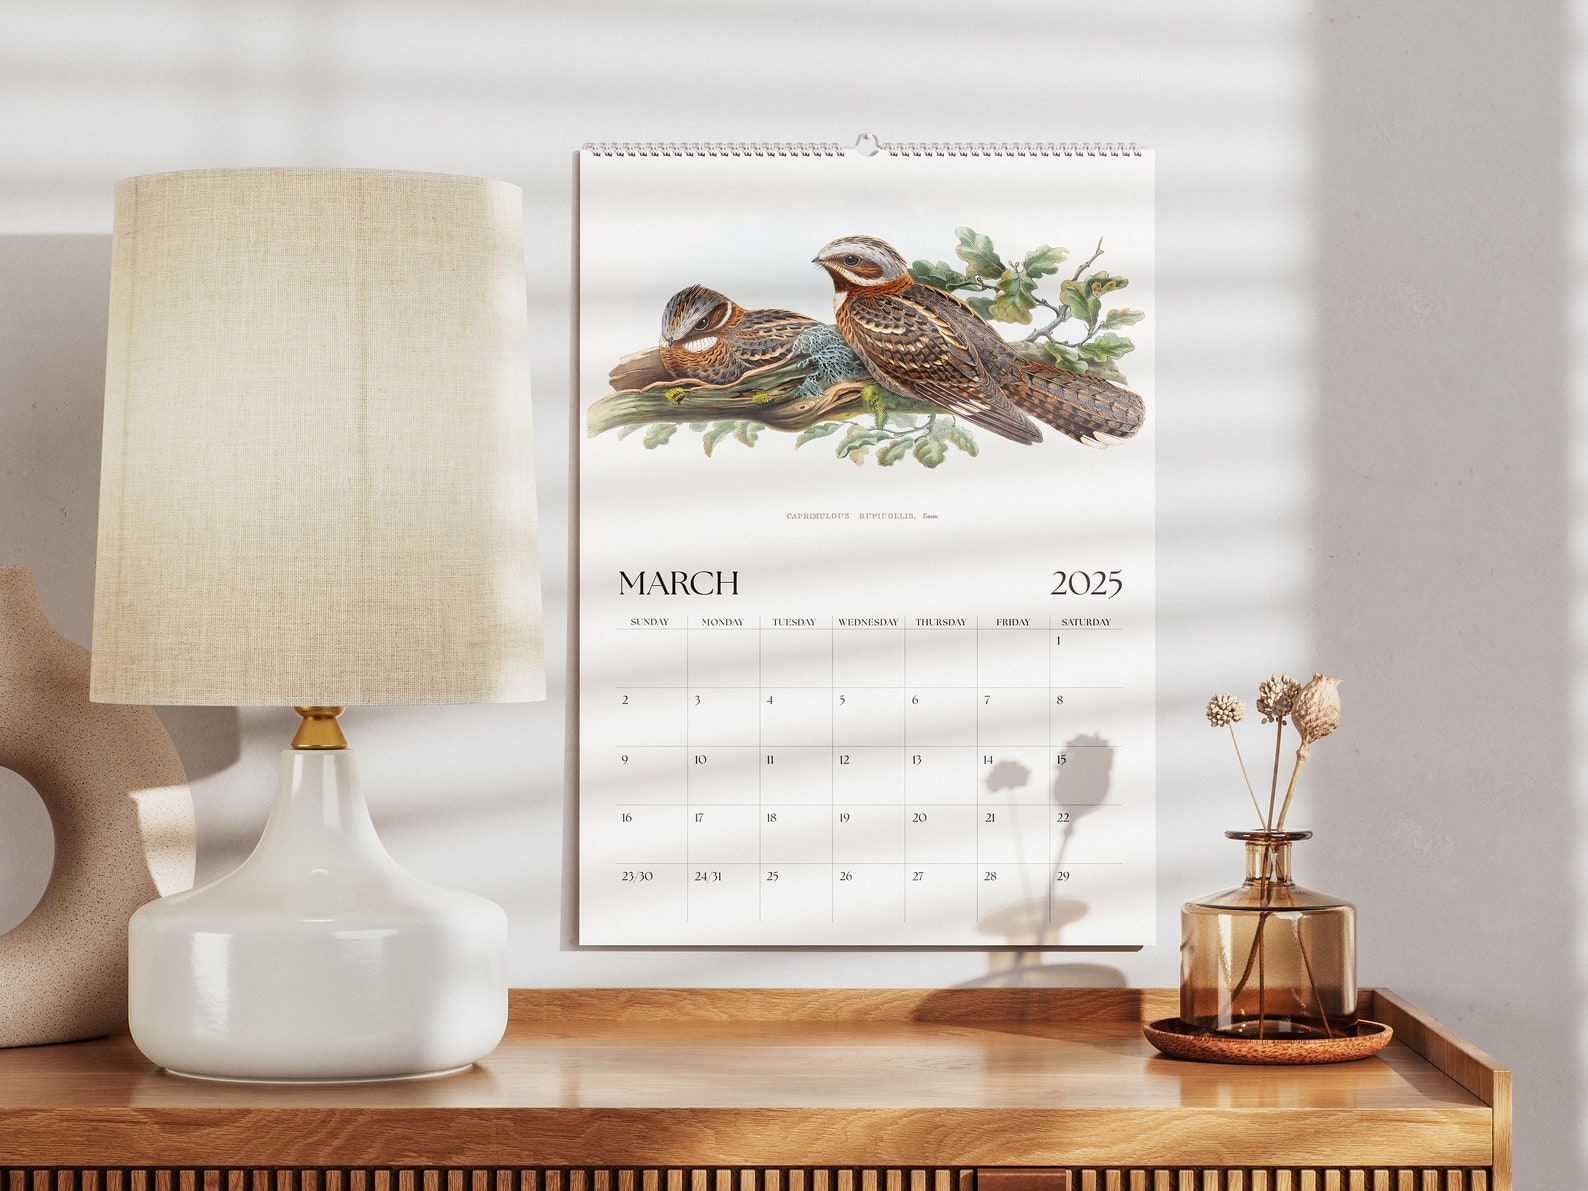 CAPRIMULGUS RUFICOLLIS, Temm.
MARCH 2025
SUNDAY MONDAY TUESDAY WEDNESDAY THURSDAY FRIDAY SATURDAY
1
2 3 4 5 6 7 8
9 10 11 12 13 14 15
16 17 18 19 20 21 22
23/30 24/31 25 26 27 28 29